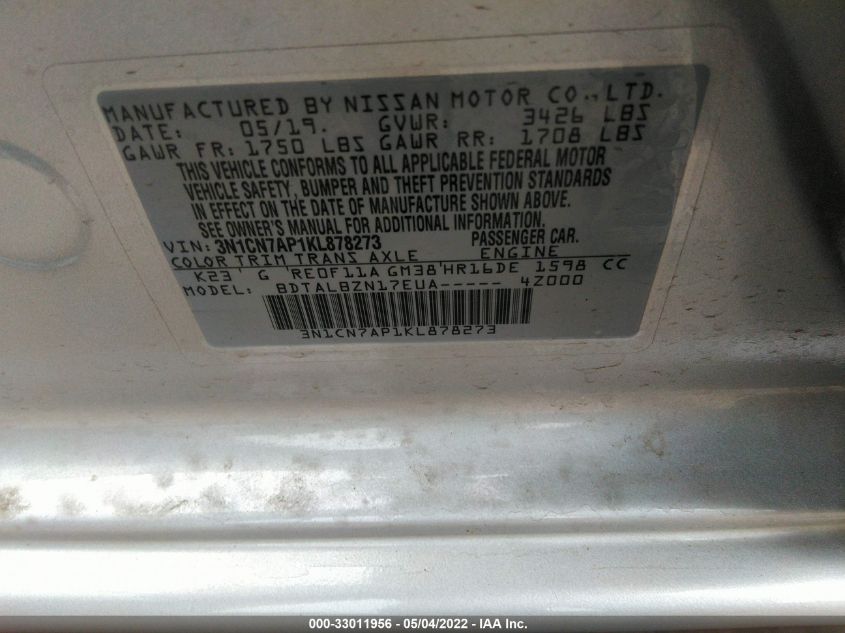 MANUFACTURED BY NISSAN MOTOR CO., LTD.
DATE: 05/19. GVWR: 3426 LBS
GAWR FR: 1750 LBS GAWR RR: 1708 LBS
THIS VEHICLE CONFORMS TO ALL APPLICABLE FEDERAL MOTOR
VEHICLE SAFETY, BUMPER AND THEFT PREVENTION STANDARDS
IN EFFECT ON THE DATE OF MANUFACTURE SHOWN ABOVE.
SEE OWNER'S MANUAL FOR ADDITIONAL INFORMATION.
VIN: 3N1CN7AP1KL878273 PASSENGER CAR.
COLOR TRIM TRANS AXLE ENGINE
K23 G RE0F11A GM38 HR16DE 1598 CC
MODEL: BDTALBZN17EUA----- 4Z000
3N1CN7AP1KL878273
000-33011956 - 05/04/2022 - IAA Inc.